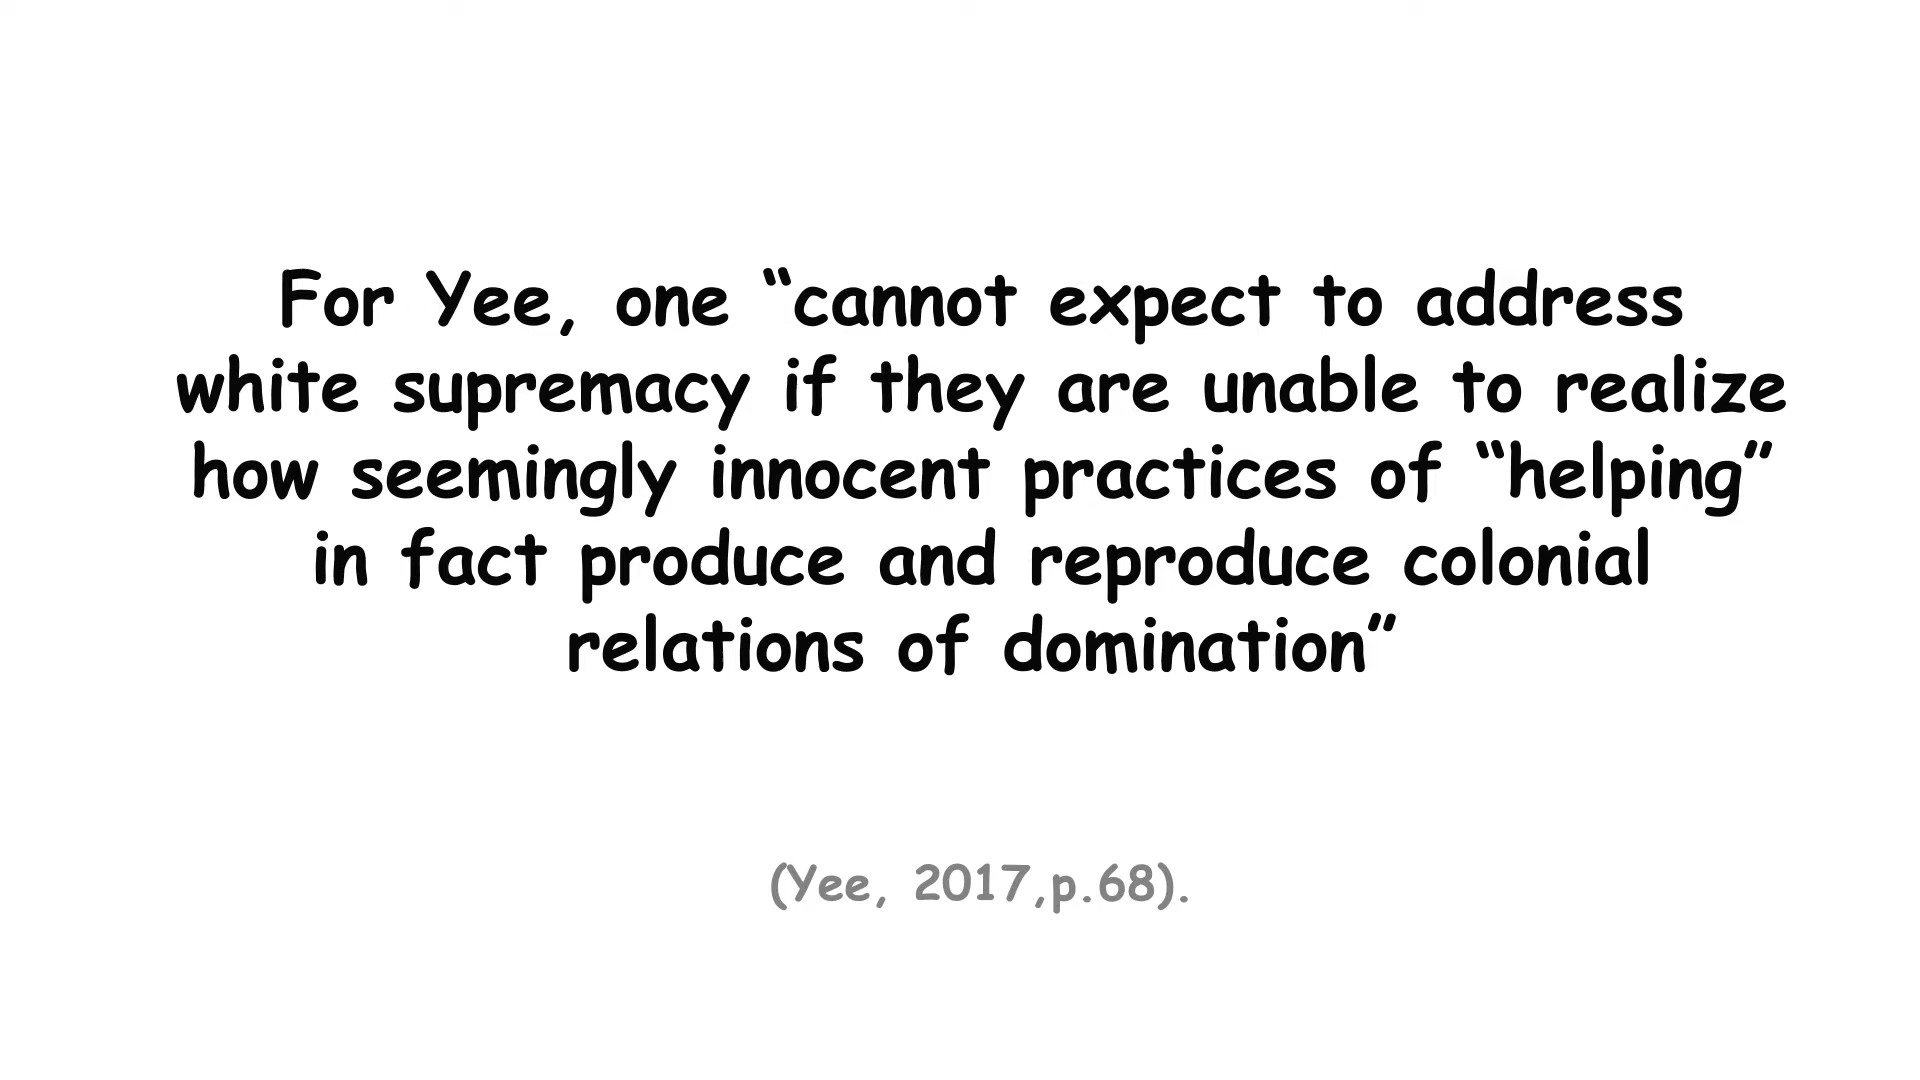 For Yee, one “cannot expect to address
white supremacy if they are unable to realize
how seemingly innocent practices of “helping”
in fact produce and reproduce colonial
relations of domination”
(Yee, 2017,p.68).